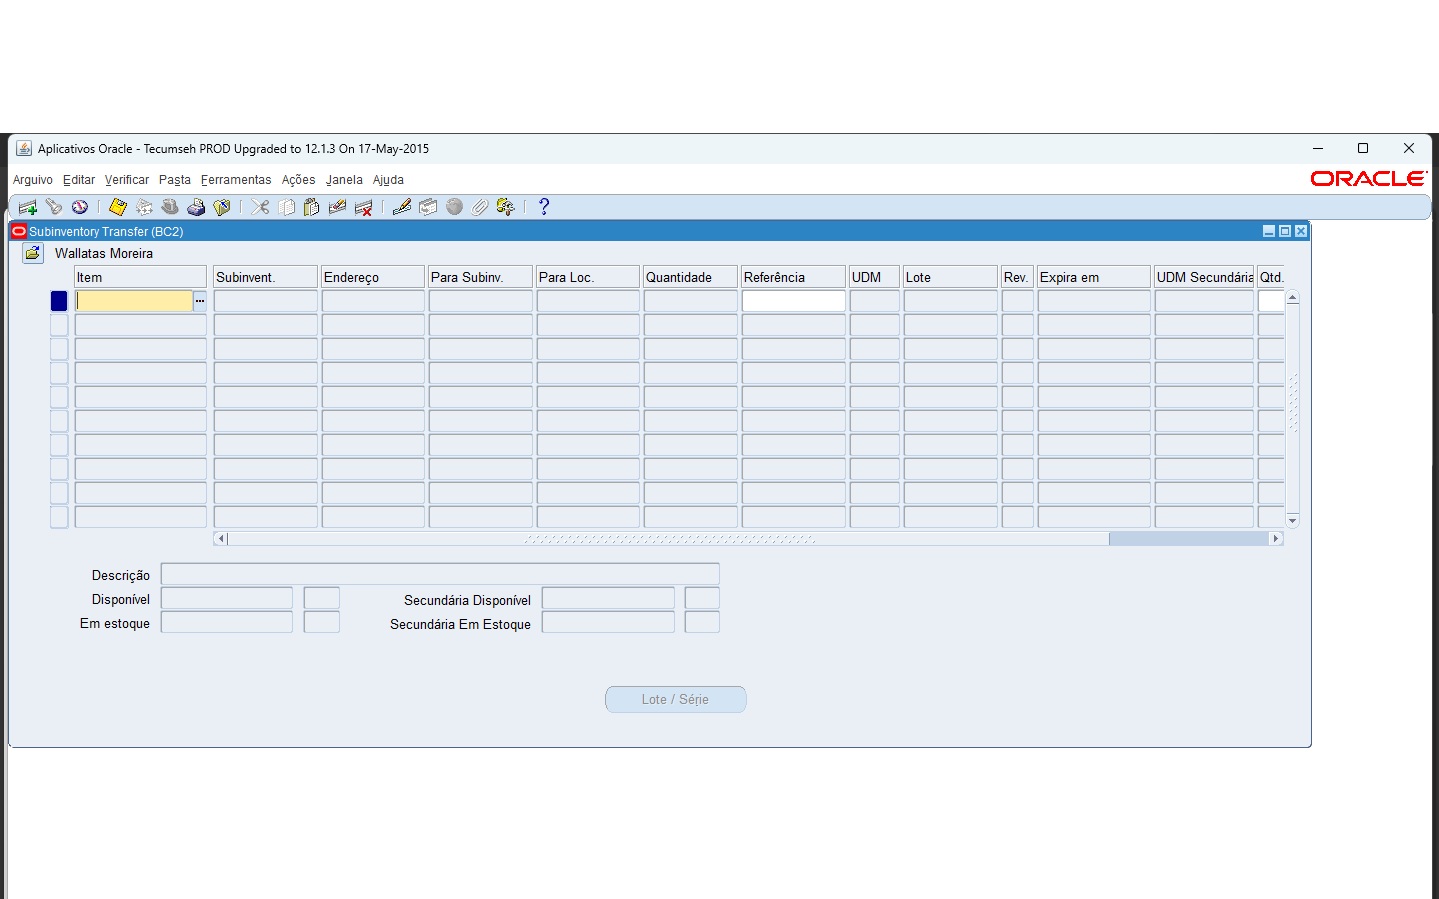 Aplicativos Oracle - Tecumseh PROD Upgraded to 12.1.3 On 17-May-2015
Arquivo Editar Verificar Pasta Ferramentas Ações Janela Ajuda
ORACLE
Subinventory Transfer (BC2)
Wallatas Moreira
Item Subinvent. Endereço Para Subinv. Para Loc. Quantidade Referência UDM Lote Rev. Expira em UDM Secundária Qtd.
Descrição
Disponível Secundária Disponível
Em estoque Secundária Em Estoque
Lote / Série